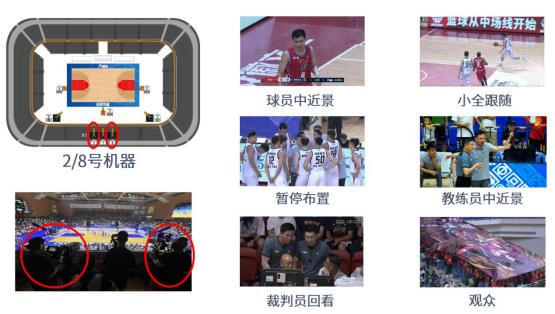 篮球从中场线开始
球员中近景
小全跟随
2/8号机器
12
50
暂停布置
教练员中近景
裁判员回看
观众